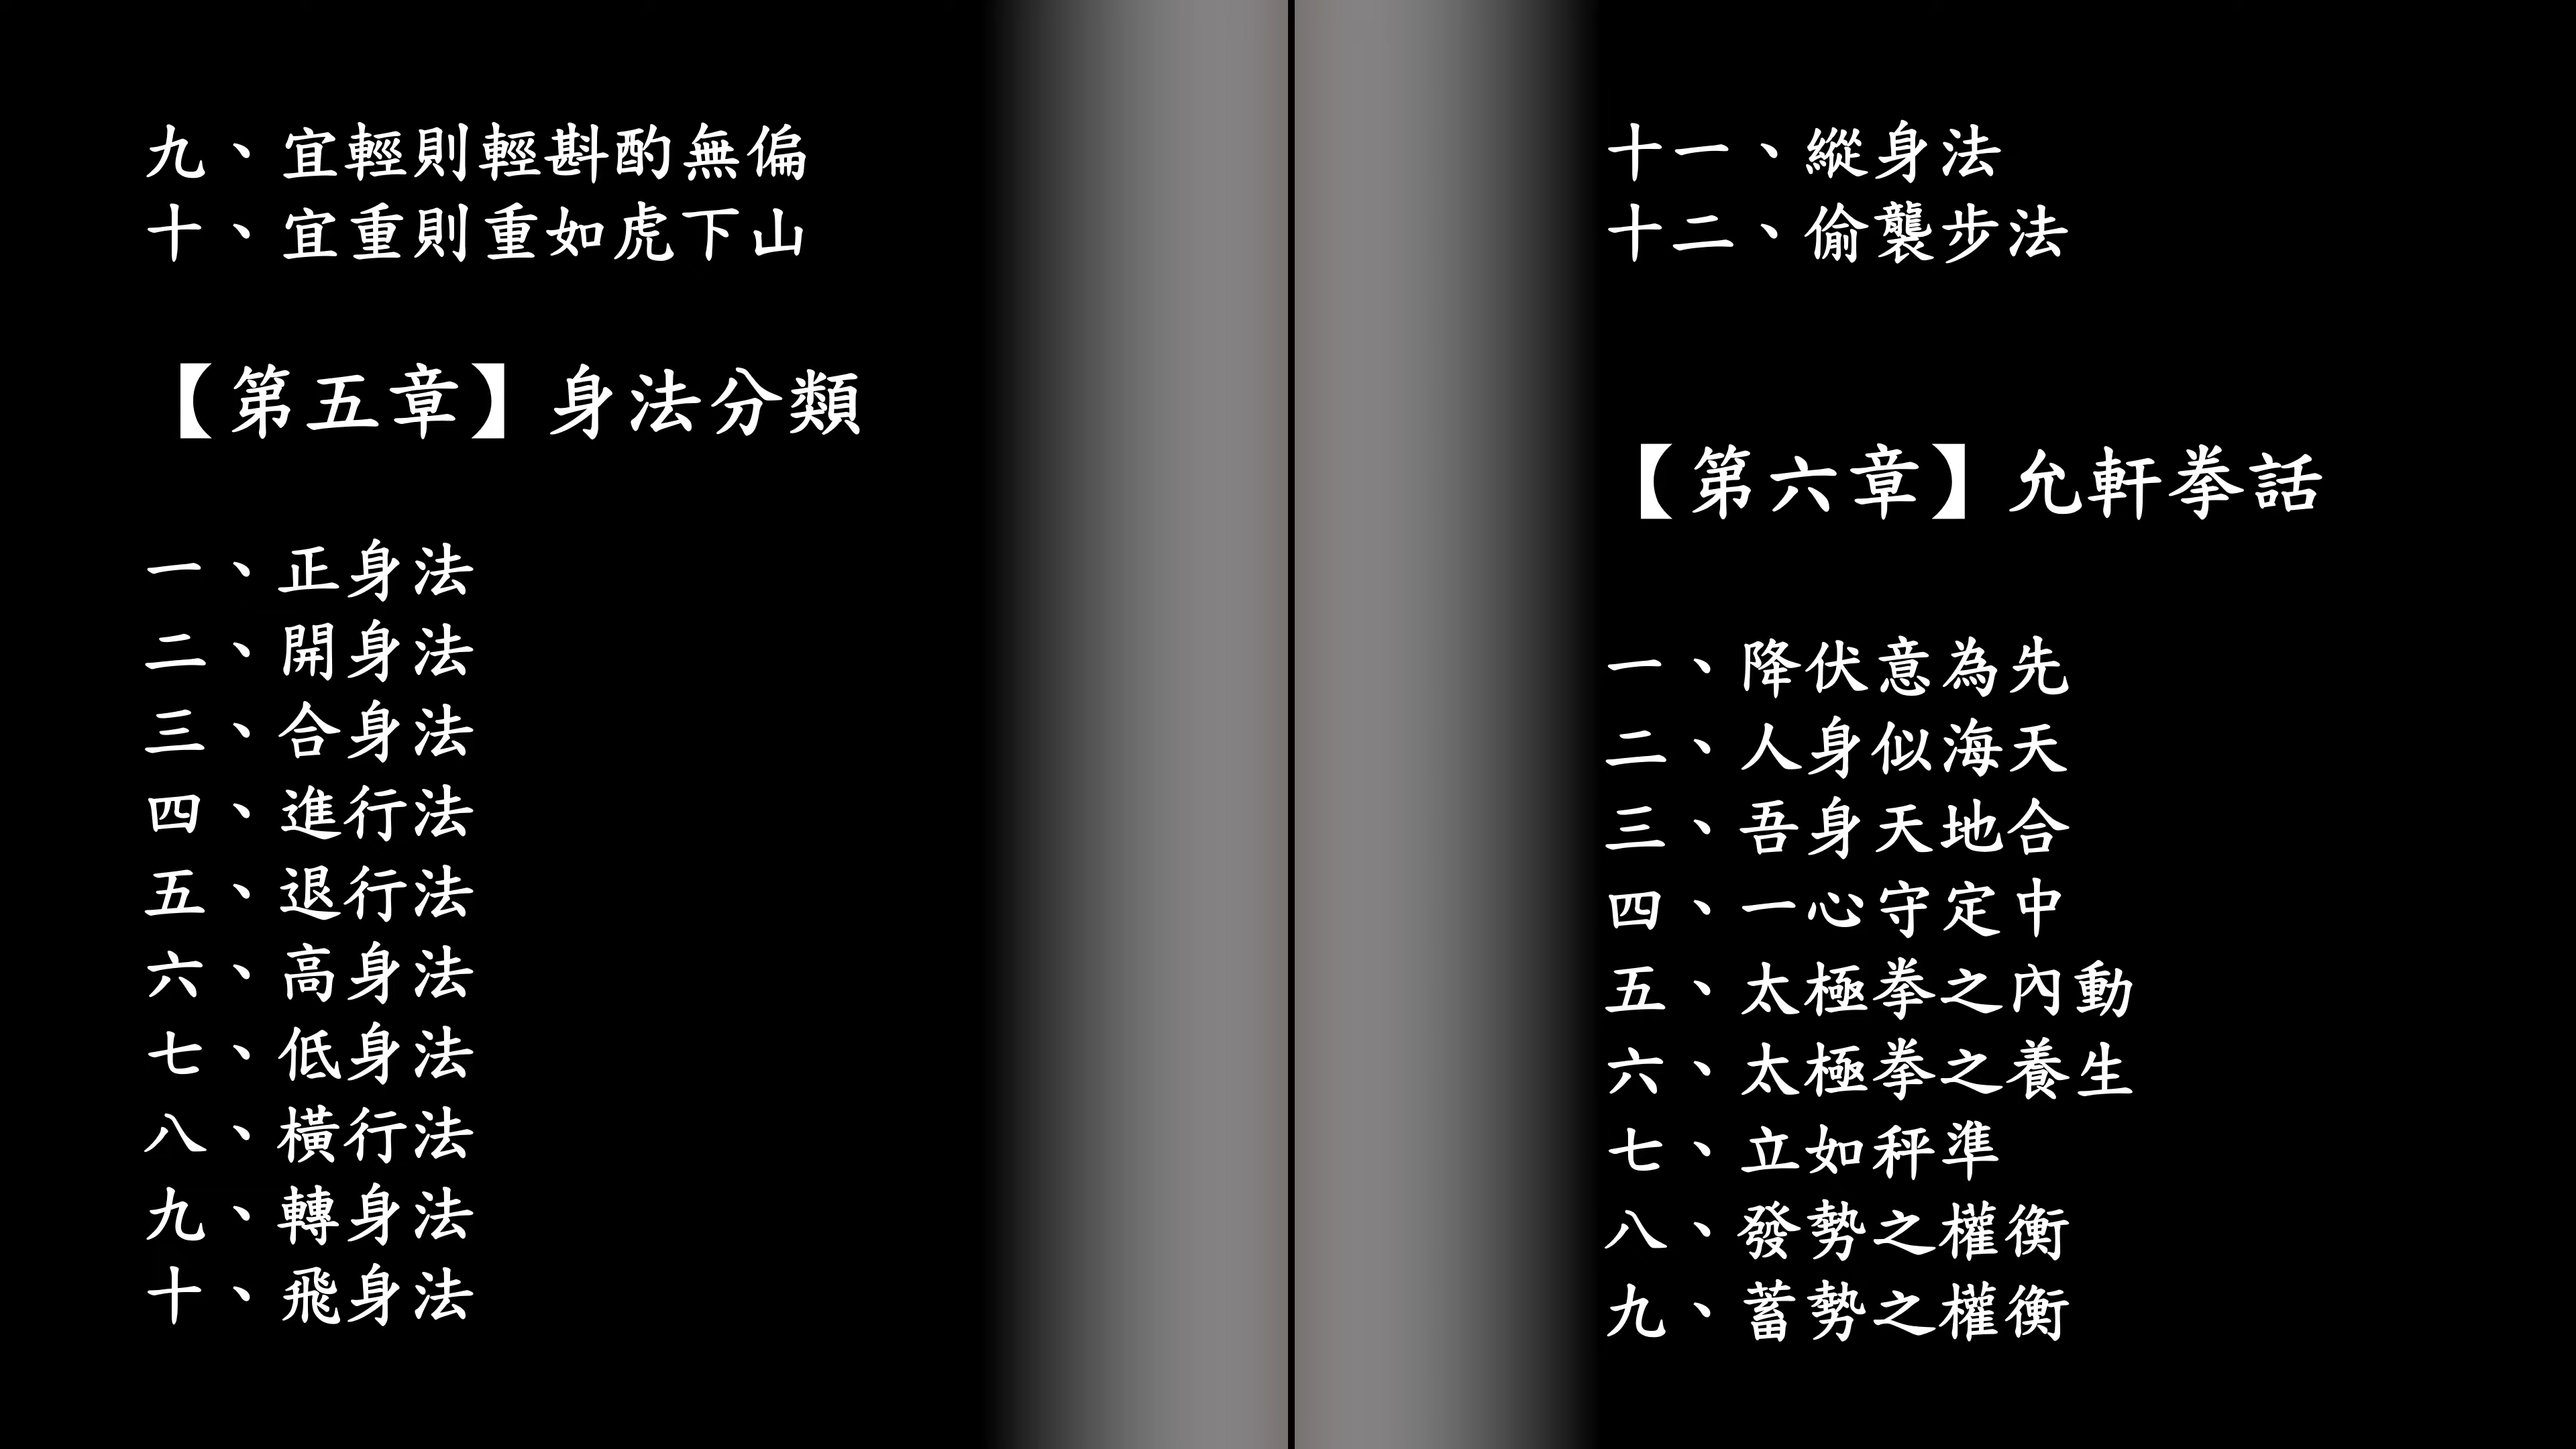 九、宜輕則輕斟酌無偏
十、宜重則重如虎下山
【第五章】身法分類
一、正身法
二、開身法
三、合身法
四、進行法
五、退行法
六、高身法
七、低身法
八、橫行法
九、轉身法
十、飛身法
十一、縱身法
十二、偷襲步法
【第六章】允軒拳話
一、降伏意為先
二、人身似海天
三、吾身天地合
四、一心守定中
五、太極拳之內動
六、太極拳之養生
七、立如秤準
八、發勢之權衡
九、蓄勢之權衡